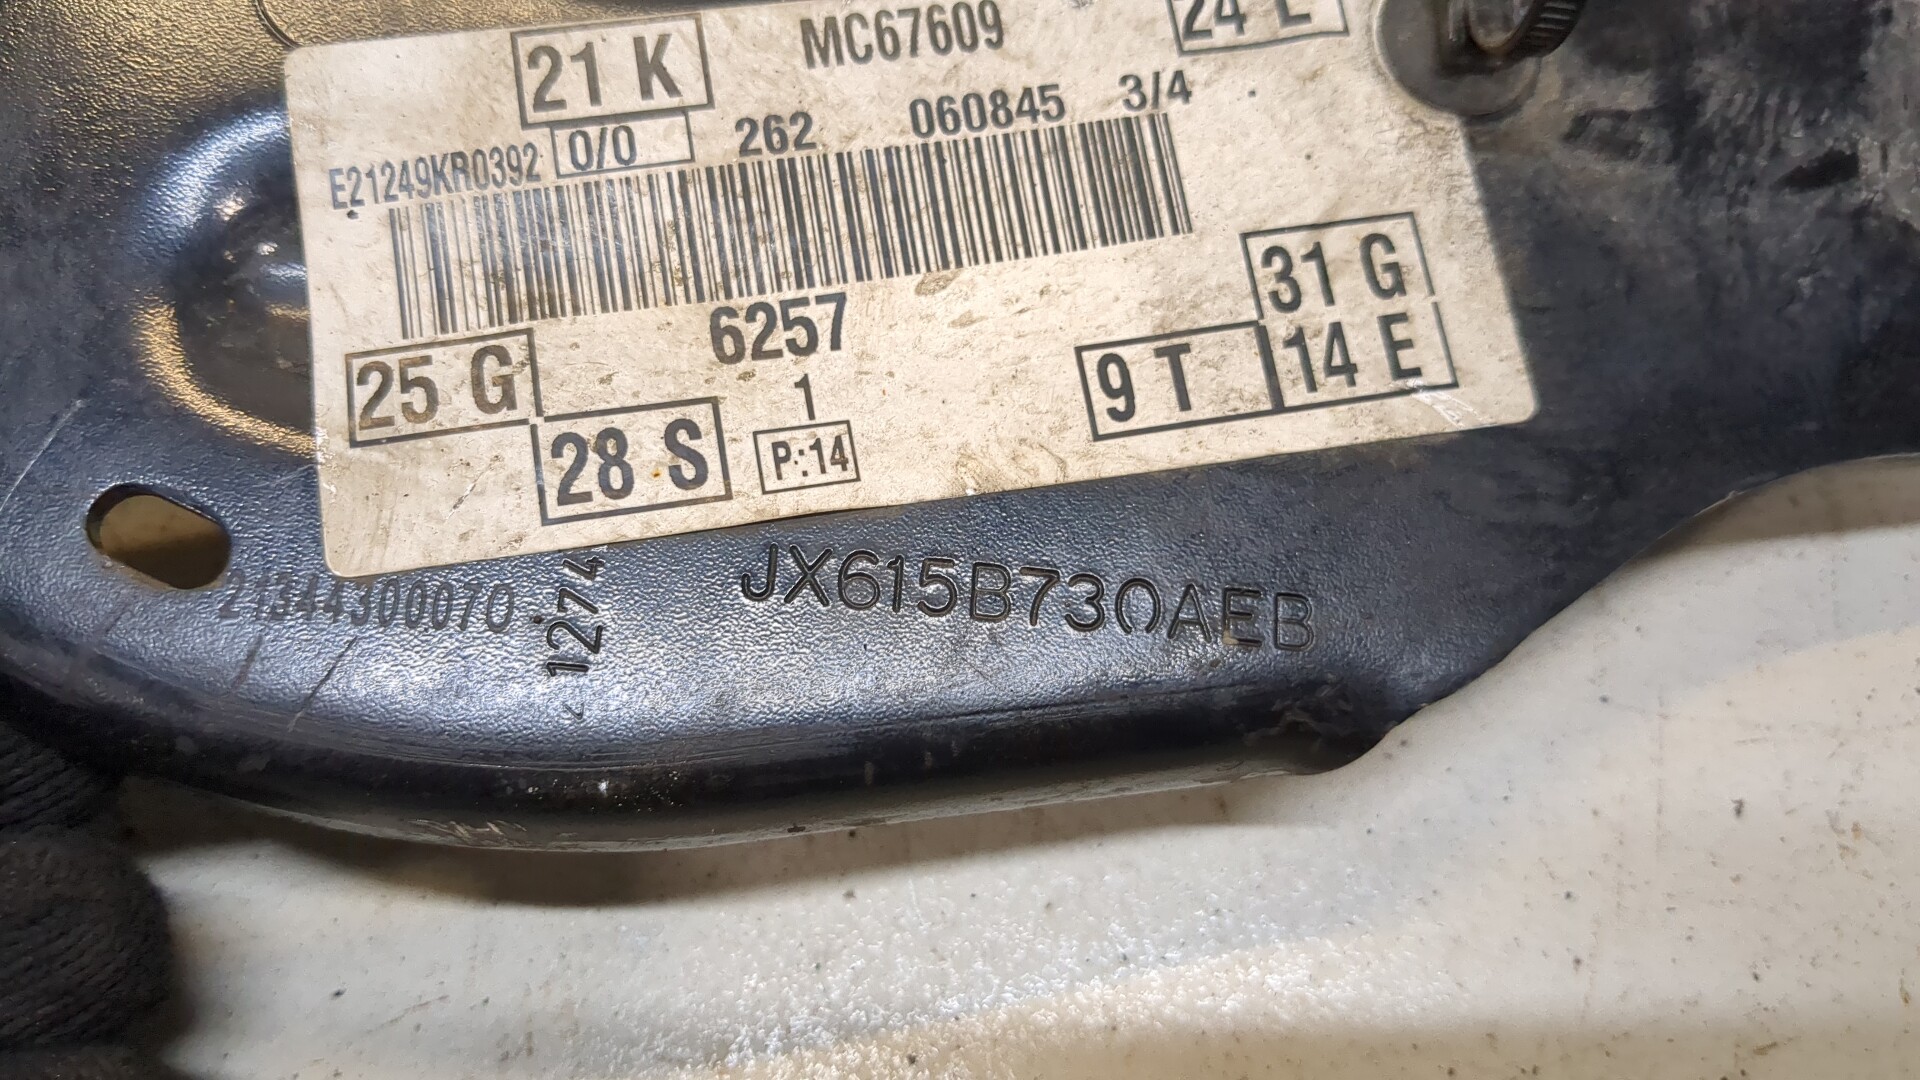 21 K
MC67609
24 L
E21249KR0392
0/0
262
060845
3/4
6257
1
P:14
25 G
28 S
9 T
31 G
14 E
21344300070
1274
JX615B730AEB